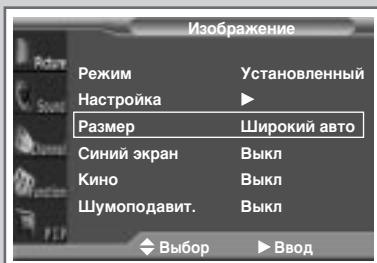 Изображение
Picture
Режим Установленный
Sound
Настройка ▶
Размер Широкий авто
Channel
Синий экран Выкл
Function
Кино Выкл
PIP
Шумоподавит. Выкл
Выбор ▶ Ввод